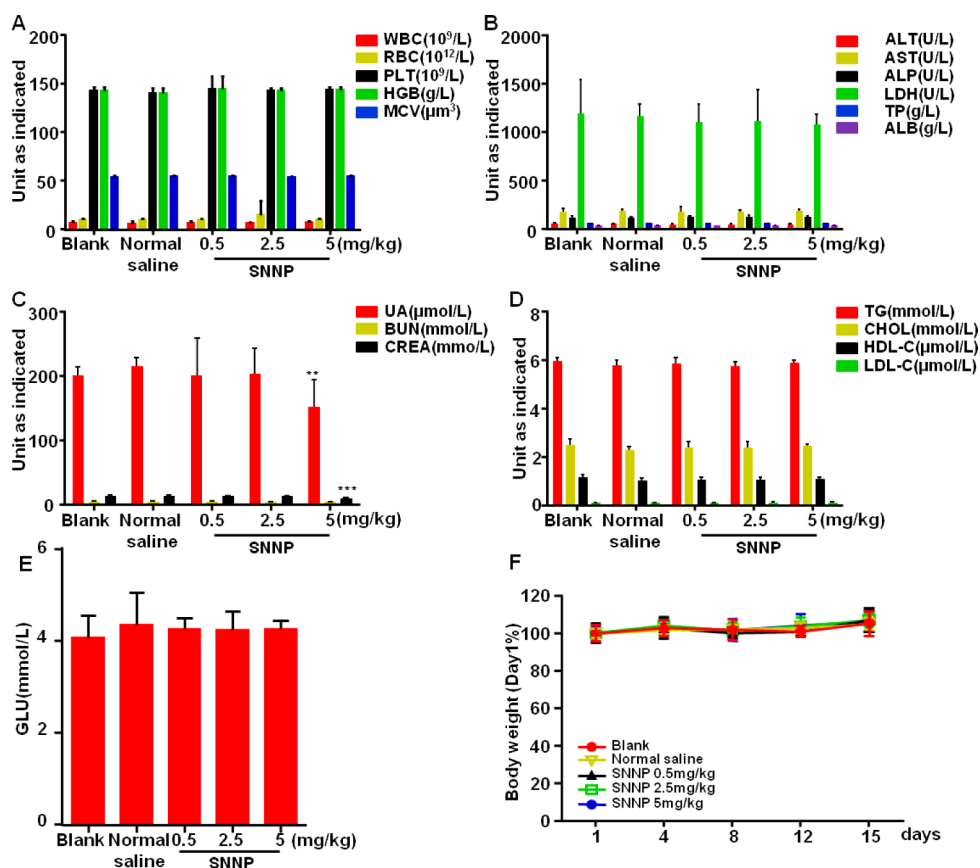 A
200
150
100
50
0
Unit as indicated
WBC(10⁹/L)
RBC(10¹²/L)
PLT(10⁹/L)
HGB(g/L)
MCV(µm³)
Blank Normal saline 0.5 2.5 5 (mg/kg)
SNNP
B
2000
1500
1000
500
0
Unit as indicated
ALT(U/L)
AST(U/L)
ALP(U/L)
LDH(U/L)
TP(g/L)
ALB(g/L)
Blank Normal saline 0.5 2.5 5 (mg/kg)
SNNP
C
300
200
100
0
Unit as indicated
UA(µmol/L)
BUN(mmol/L)
CREA(mmo/L)
**
***
Blank Normal saline 0.5 2.5 5 (mg/kg)
SNNP
D
8
6
4
2
0
Unit as indicated
TG(mmol/L)
CHOL(mmol/L)
HDL-C(µmol/L)
LDL-C(µmol/L)
Blank Normal saline 0.5 2.5 5 (mg/kg)
SNNP
E
6
4
2
0
GLU(mmol/L)
Blank Normal saline 0.5 2.5 5 (mg/kg)
SNNP
F
120
100
80
60
40
20
0
Body weight (Day1%)
Blank
Normal saline
SNNP 0.5mg/kg
SNNP 2.5mg/kg
SNNP 5mg/kg
1 4 8 12 15 days